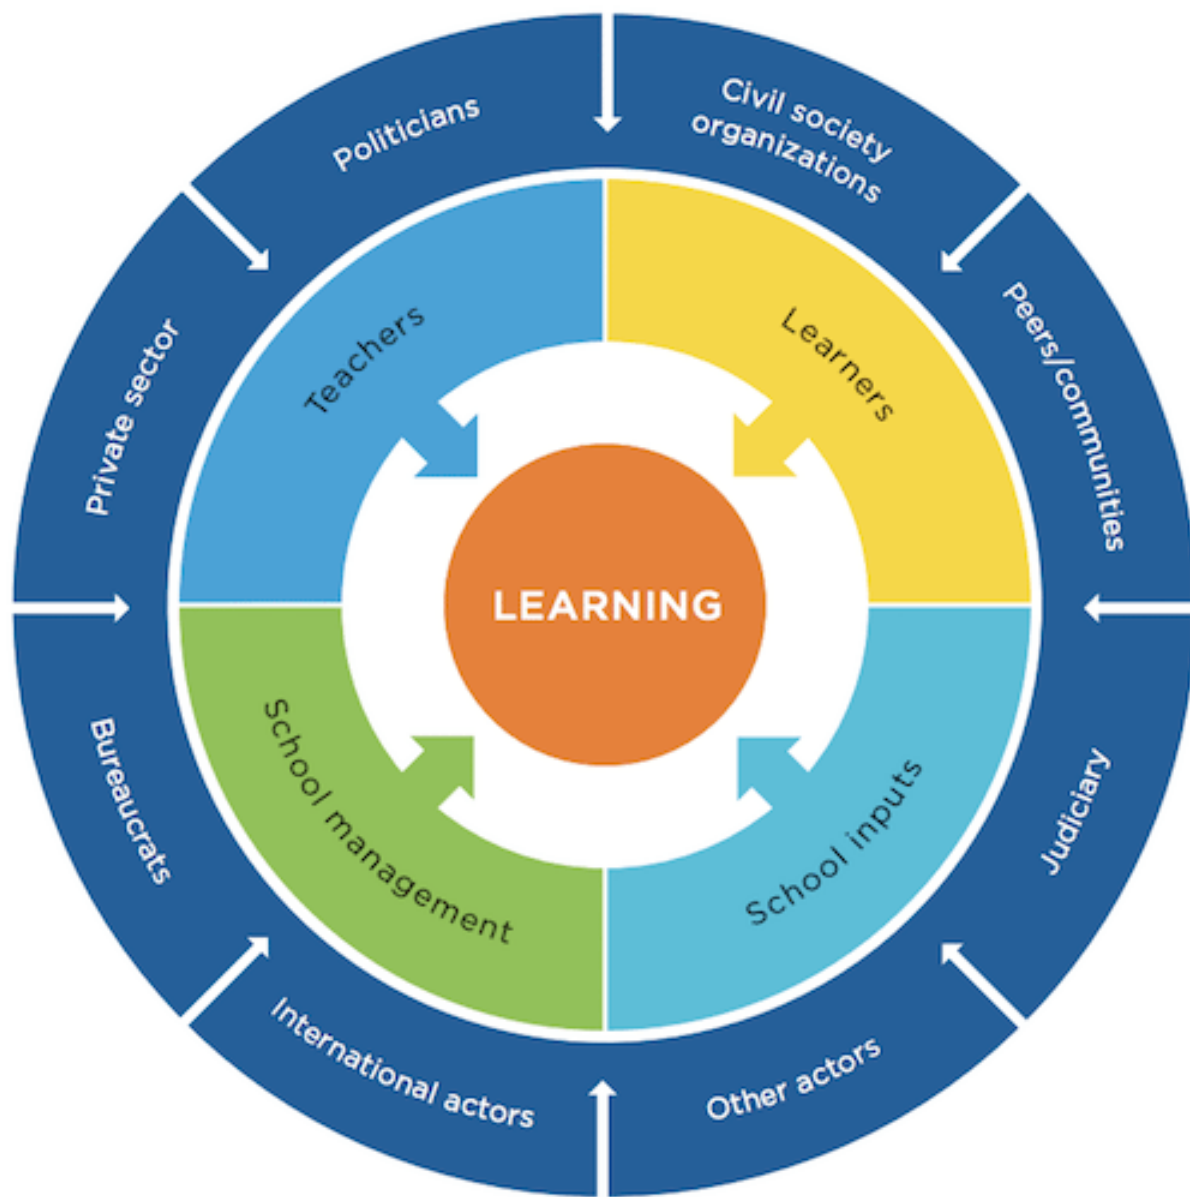 Politicians
Civil society
organizations
Peers/communities
Judiciary
Other actors
International actors
Bureaucrats
Private sector
Teachers
Learners
School inputs
School management
LEARNING